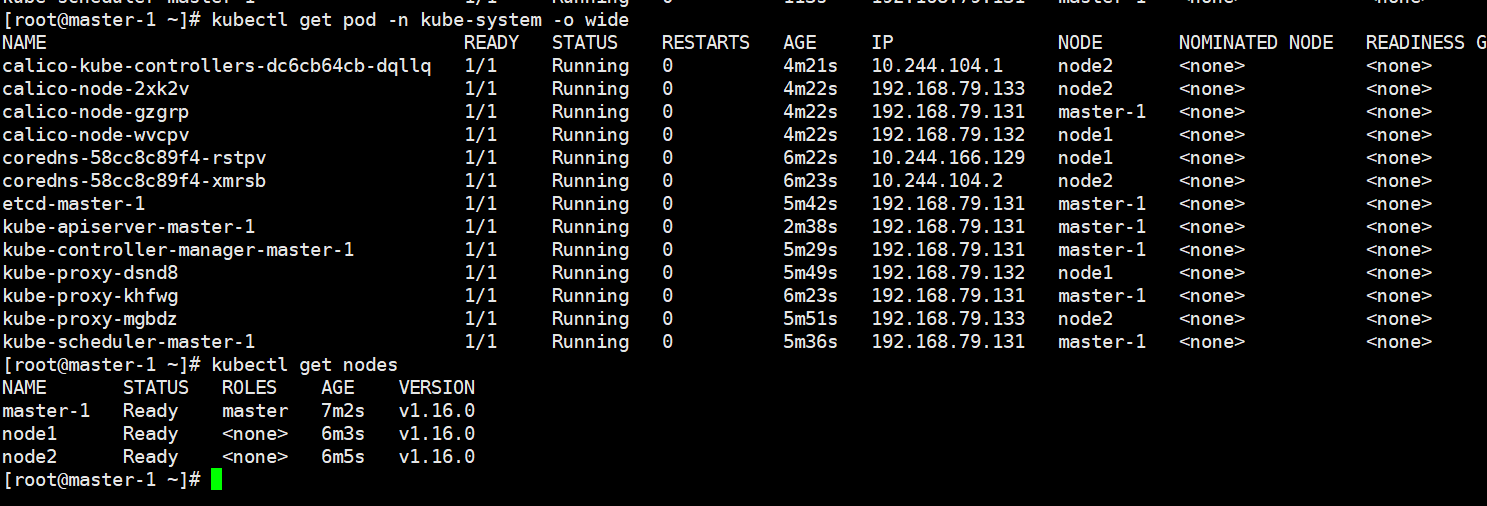 [root@master-1 ~]# kubectl get pod -n kube-system -o wide
NAME                                      READY   STATUS    RESTARTS   AGE     IP               NODE       NOMINATED NODE   READINESS G
calico-kube-controllers-dc6cb64cb-dqllq   1/1     Running   0          4m21s   10.244.104.1     node2      <none>           <none>
calico-node-2xk2v                         1/1     Running   0          4m22s   192.168.79.133   node2      <none>           <none>
calico-node-gzgrp                         1/1     Running   0          4m22s   192.168.79.131   master-1   <none>           <none>
calico-node-wvcpv                         1/1     Running   0          4m22s   192.168.79.132   node1      <none>           <none>
coredns-58cc8c89f4-rstpv                  1/1     Running   0          6m22s   10.244.166.129   node1      <none>           <none>
coredns-58cc8c89f4-xmrsb                  1/1     Running   0          6m23s   10.244.104.2     node2      <none>           <none>
etcd-master-1                             1/1     Running   0          5m42s   192.168.79.131   master-1   <none>           <none>
kube-apiserver-master-1                   1/1     Running   0          2m38s   192.168.79.131   master-1   <none>           <none>
kube-controller-manager-master-1          1/1     Running   0          5m29s   192.168.79.131   master-1   <none>           <none>
kube-proxy-dsnd8                          1/1     Running   0          5m49s   192.168.79.132   node1      <none>           <none>
kube-proxy-khfwg                          1/1     Running   0          6m23s   192.168.79.131   master-1   <none>           <none>
kube-proxy-mgbdz                          1/1     Running   0          5m51s   192.168.79.133   node2      <none>           <none>
kube-scheduler-master-1                   1/1     Running   0          5m36s   192.168.79.131   master-1   <none>           <none>
[root@master-1 ~]# kubectl get nodes
NAME       STATUS   ROLES    AGE    VERSION
master-1   Ready    master   7m2s   v1.16.0
node1      Ready    <none>   6m3s   v1.16.0
node2      Ready    <none>   6m5s   v1.16.0
[root@master-1 ~]#